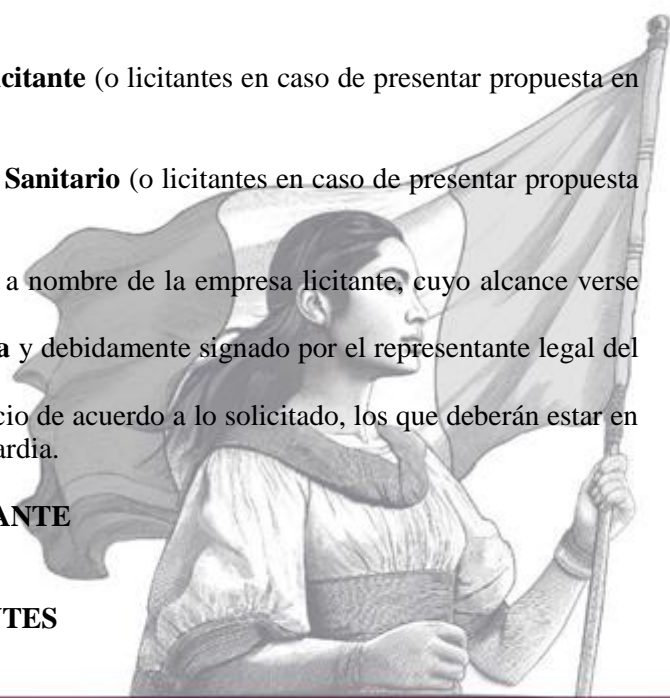 citante (o licitantes en caso de presentar propuesta en
Sanitario (o licitantes en caso de presentar propuesta
a nombre de la empresa licitante, cuyo alcance verse
a y debidamente signado por el representante legal del
cio de acuerdo a lo solicitado, los que deberán estar en
ardia.
ANTE
TES